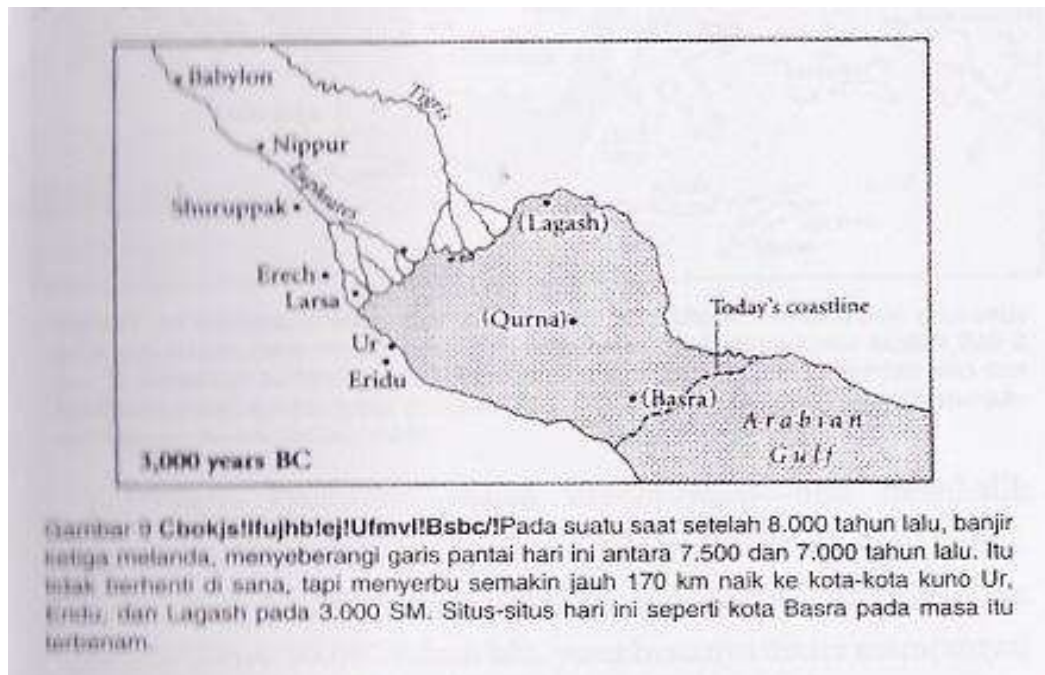 Babylon
Tigris
Nippur
Euphrates
Shuruppak
(Lagash)
Erech
Larsa
Today's coastline
(Qurna)
Ur
Eridu
(Basra)
Arabian
Gulf
3,000 years BC
Gambar 9 Cbokjs!lfujhb!ej!Ufmvl!Bsbc/!Pada suatu saat setelah 8.000 tahun lalu, banjir
ketiga melanda, menyeberangi garis pantai hari ini antara 7.500 dan 7.000 tahun lalu. Itu
tidak berhenti di sana, tapi menyerbu semakin jauh 170 km naik ke kota-kota kuno Ur,
Eridu, dan Lagash pada 3.000 SM. Situs-situs hari ini seperti kota Basra pada masa itu
terbenam.